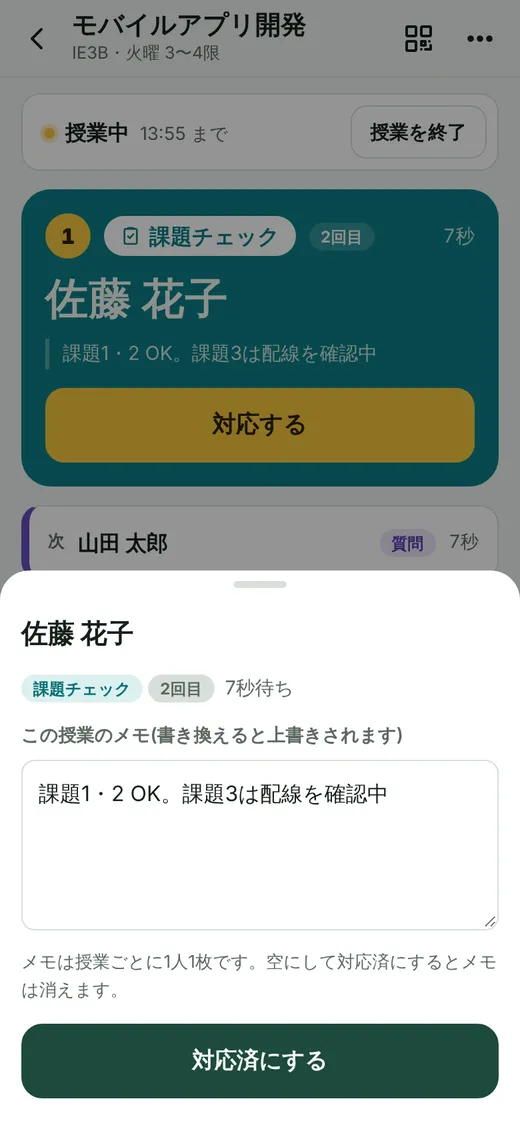 モバイルアプリ開発
IE3B・火曜 3〜4限
授業中 13:55 まで
授業を終了
1 課題チェック 2回目 7秒
佐藤 花子
課題1・2 OK。課題3は配線を確認中
対応する
次 山田 太郎 質問 7秒
佐藤 花子
課題チェック 2回目 7秒待ち
この授業のメモ(書き換えると上書きされます)
課題1・2 OK。課題3は配線を確認中
メモは授業ごとに1人1枚です。空にして対応済にするとメモ
は消えます。
対応済にする